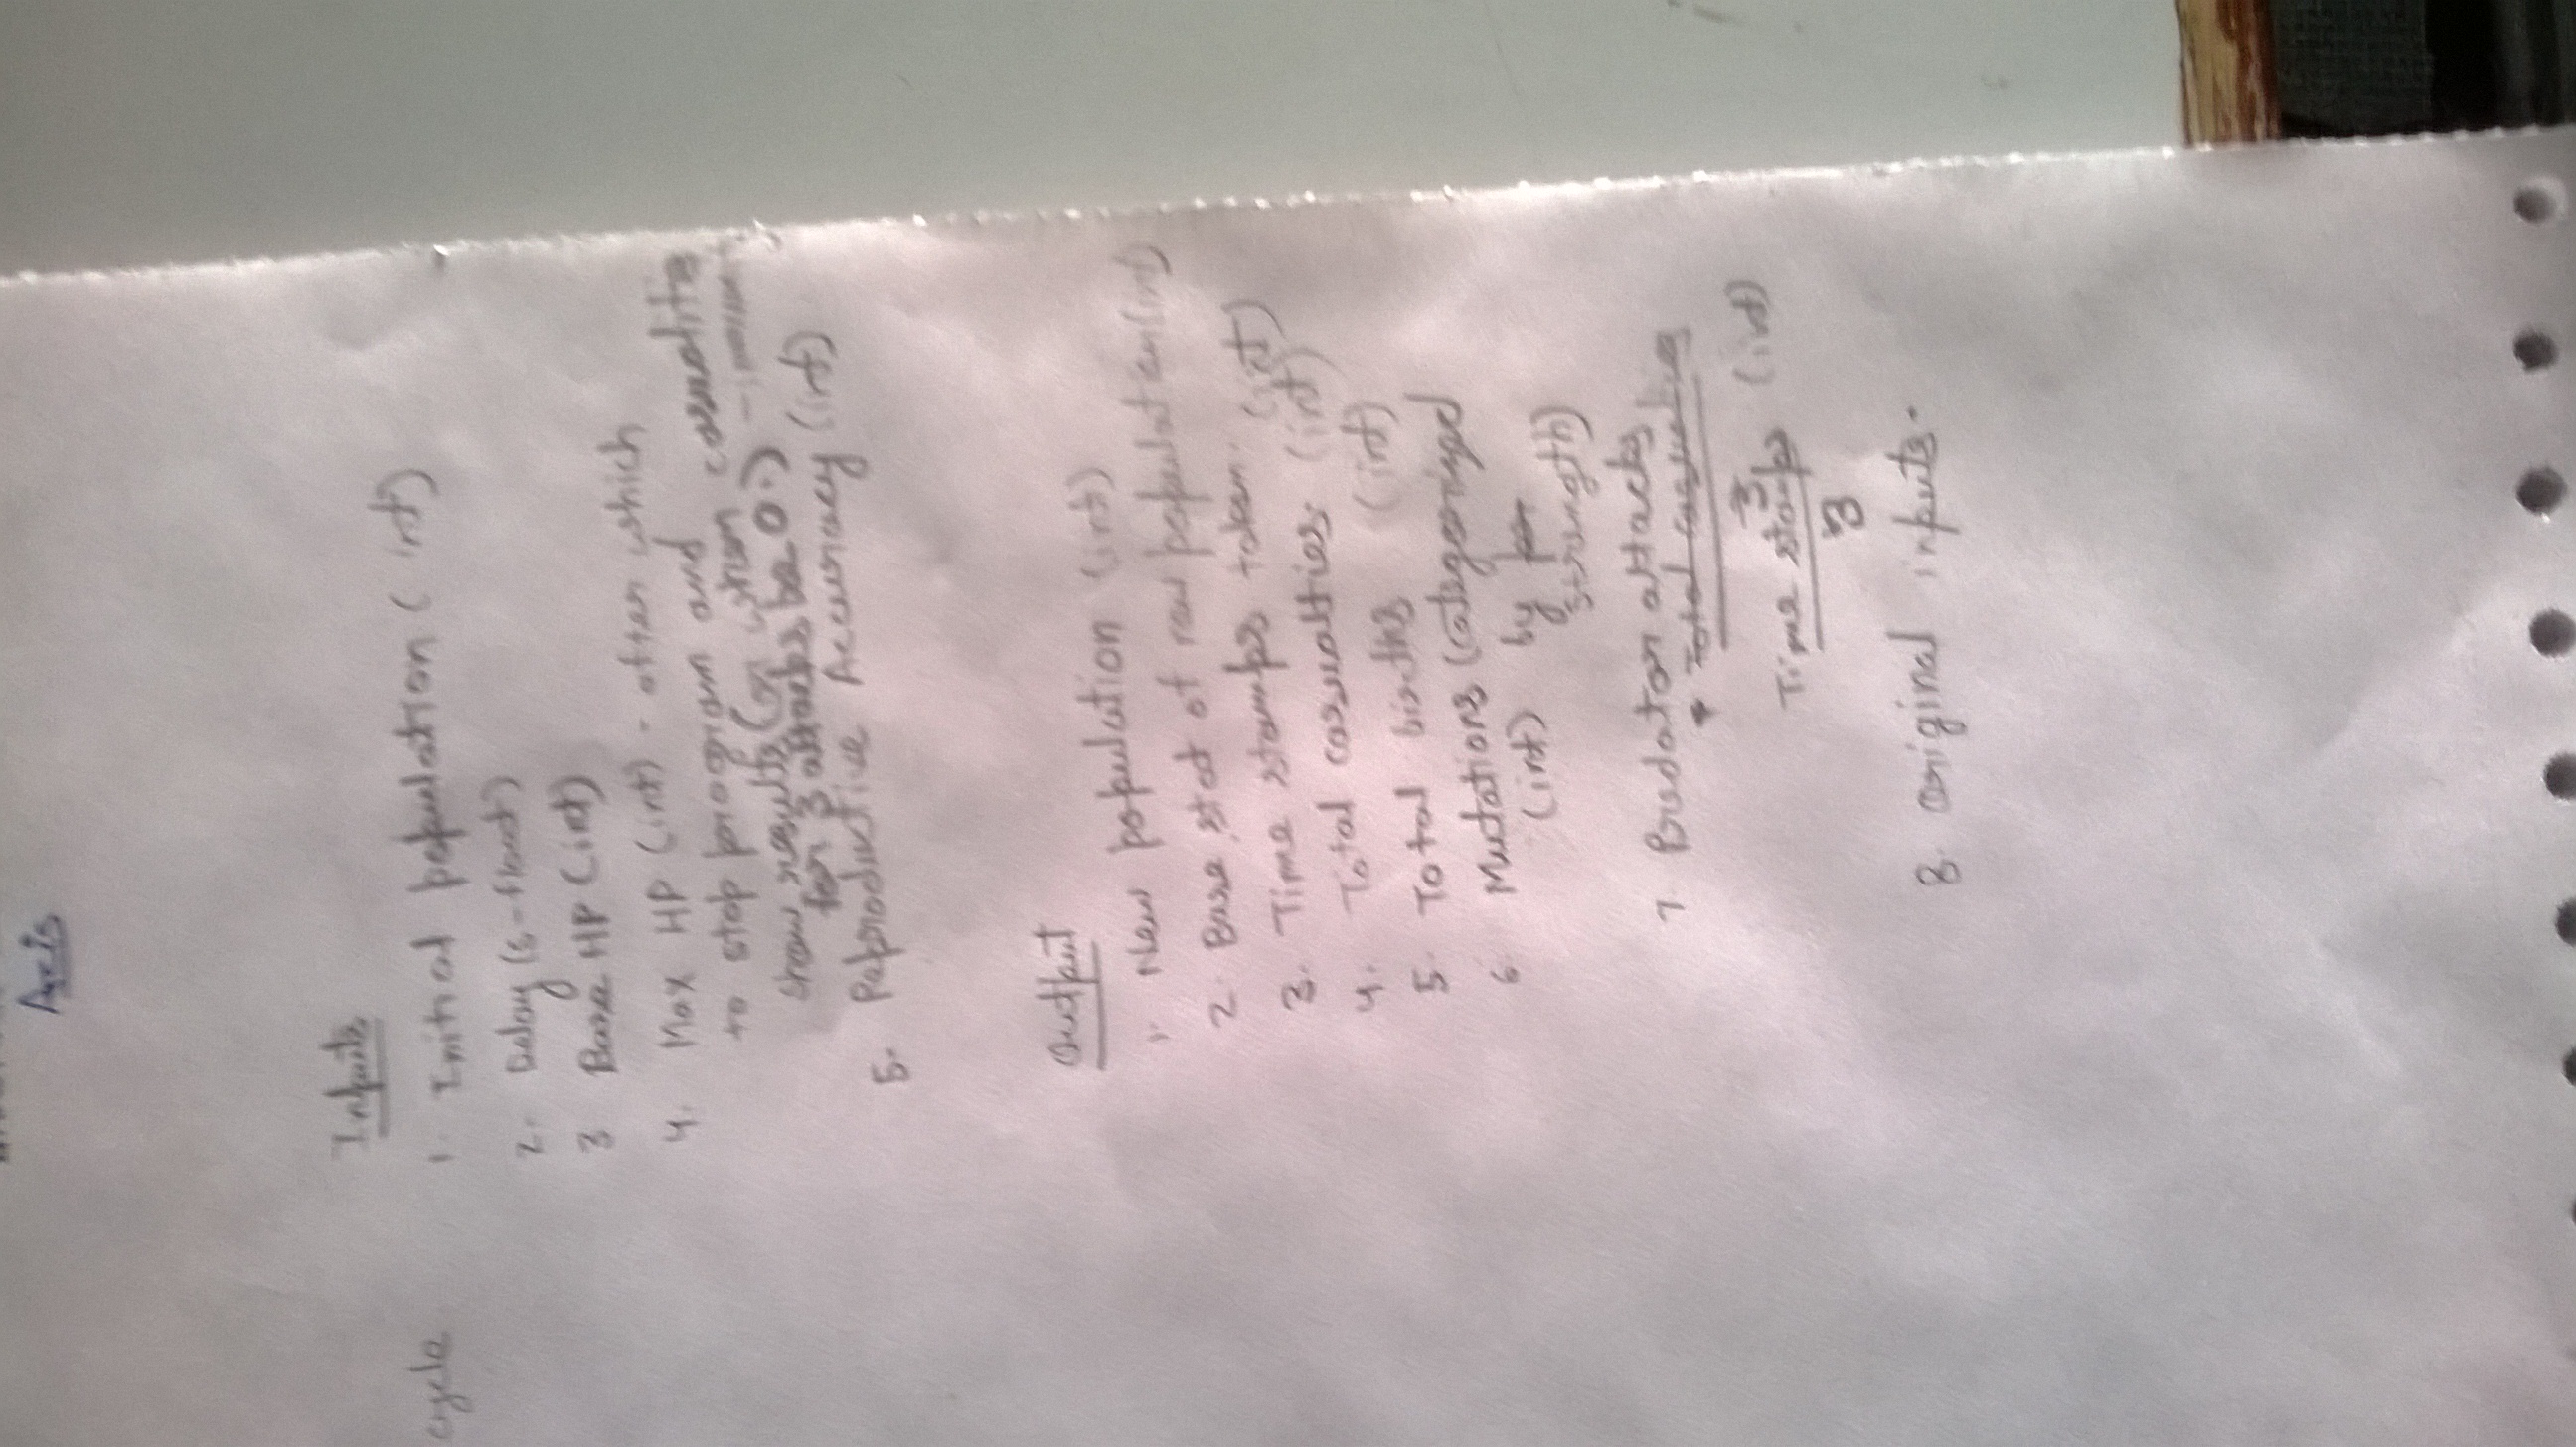 Axis
Inputs
cycle
1. Initial population (int)
2. Delay (s-float)
3 Base HP (int)
4. Max HP (int) - after which
to stop program and casualties
show results (or when
for 3 attacks be 0.)
5. Reproductive Accuracy (int)
Output
1. New population (int)
2. Base stat of new population (int)
3. Time stamps taken. (int)
4. Total casualties (int)
5. Total births (int)
6. Mutations (categorized
(int) by
strength)
7. Predator attacks
Total casualties
3
Time stamps (int)
3
8. Original inputs.